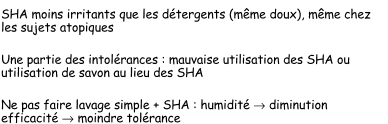 SHA moins irritants que les détergents (même doux), même chez
les sujets atopiques
Une partie des intolérances : mauvaise utilisation des SHA ou
utilisation de savon au lieu des SHA
Ne pas faire lavage simple + SHA : humidité → diminution
efficacité → moindre tolérance